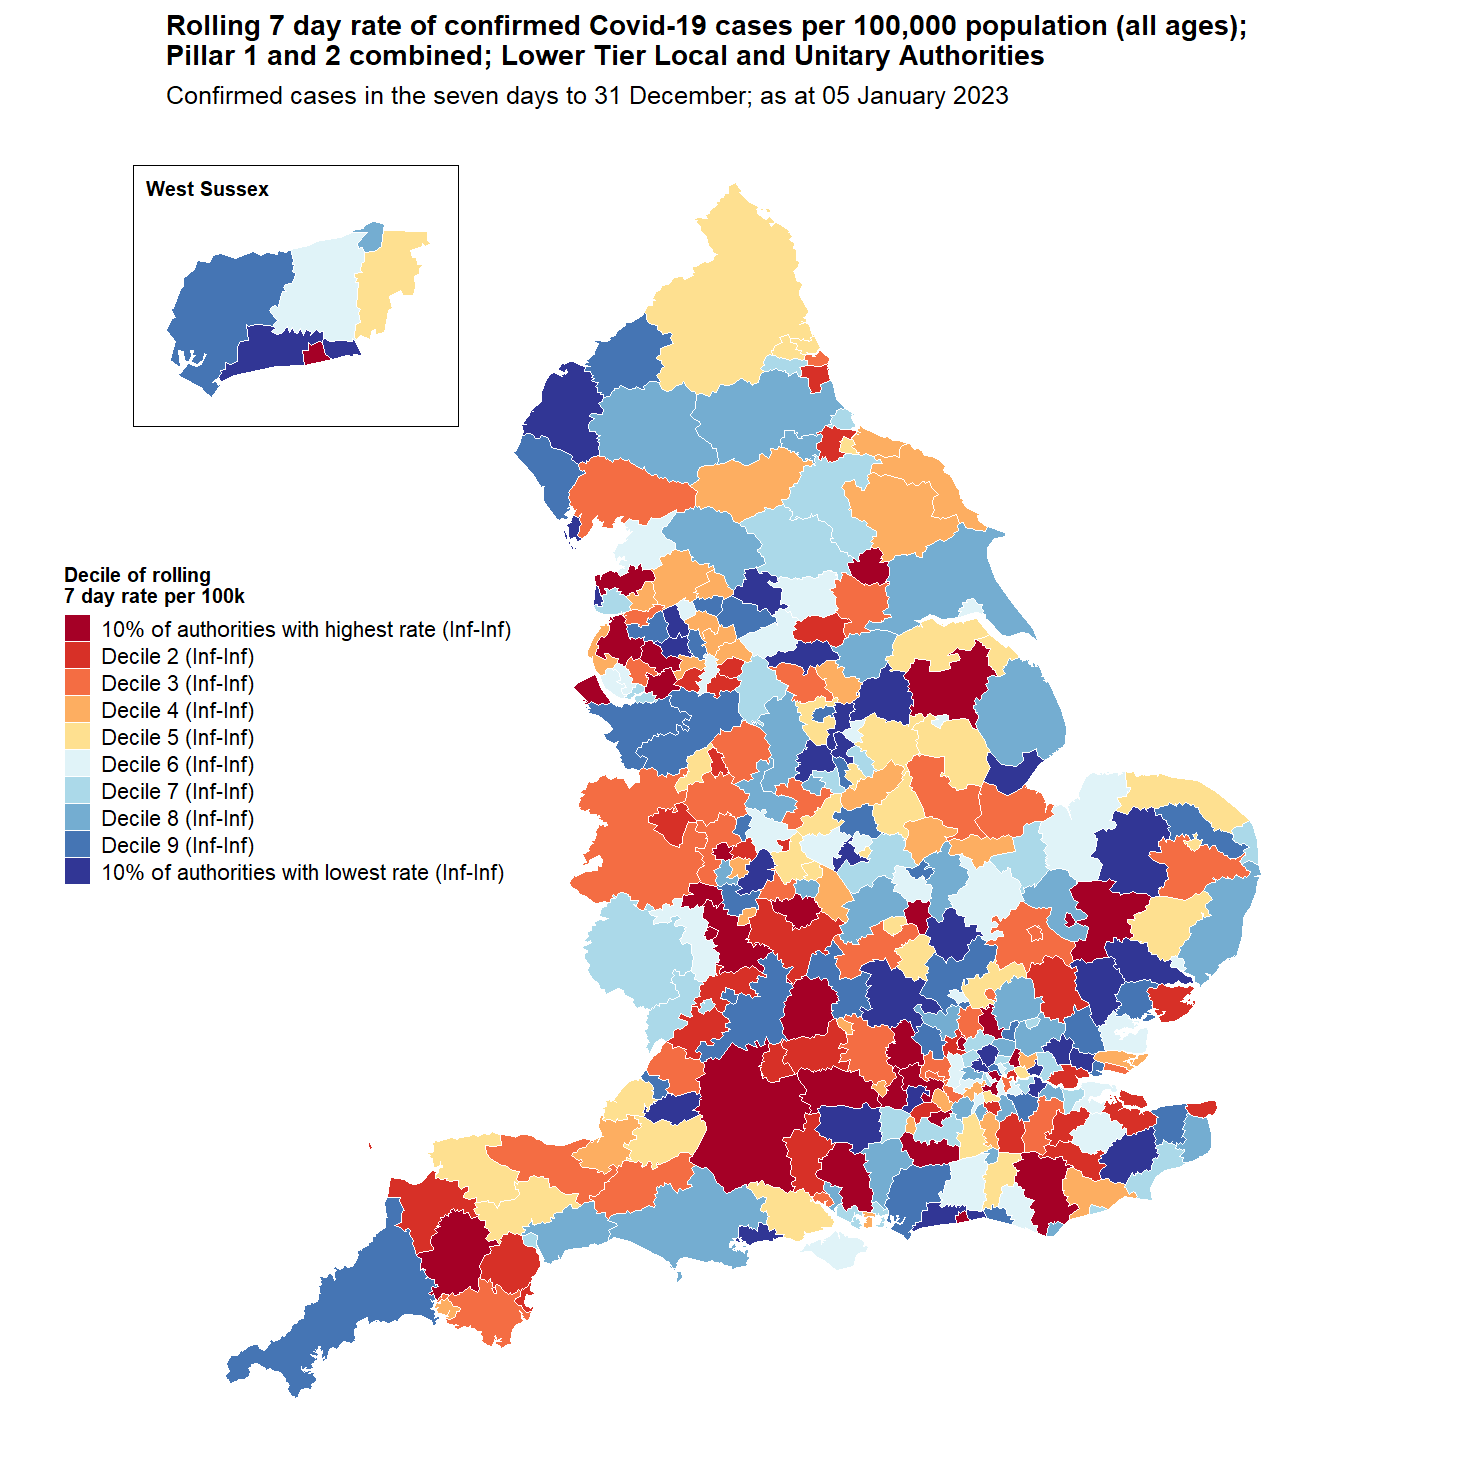 Rolling 7 day rate of confirmed Covid-19 cases per 100,000 population (all ages);
Pillar 1 and 2 combined; Lower Tier Local and Unitary Authorities
Confirmed cases in the seven days to 31 December; as at 05 January 2023
West Sussex
Decile of rolling
7 day rate per 100k
10% of authorities with highest rate (Inf-Inf)
Decile 2 (Inf-Inf)
Decile 3 (Inf-Inf)
Decile 4 (Inf-Inf)
Decile 5 (Inf-Inf)
Decile 6 (Inf-Inf)
Decile 7 (Inf-Inf)
Decile 8 (Inf-Inf)
Decile 9 (Inf-Inf)
10% of authorities with lowest rate (Inf-Inf)